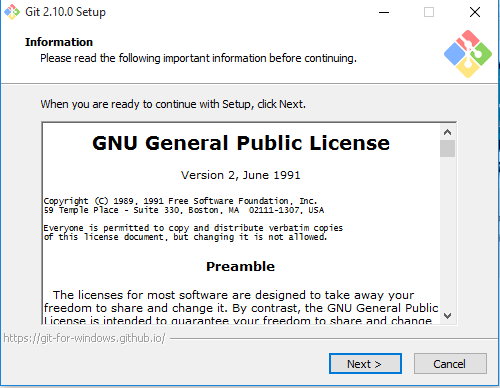 Git 2.10.0 Setup
Information
Please read the following important information before continuing.
When you are ready to continue with Setup, click Next.
GNU General Public License
Version 2, June 1991
Copyright (C) 1989, 1991 Free Software Foundation, Inc.
59 Temple Place - Suite 330, Boston, MA  02111-1307, USA
Everyone is permitted to copy and distribute verbatim copies
of this license document, but changing it is not allowed.
Preamble
The licenses for most software are designed to take away your
freedom to share and change it. By contrast, the GNU General Public
License is intended to guarantee your freedom to share and change
https://git-for-windows.github.io/
Next >
Cancel